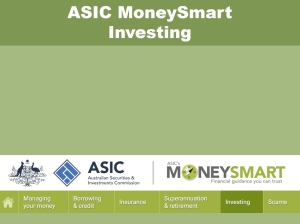 ASIC MoneySmart
Investing
ASIC
Australian Securities &
Investments Commission
ASIC's
MONEYSMART
Financial guidance you can trust
Managing
your money
Borrowing
& credit
Insurance
Superannuation
& retirement
Investing
Scams